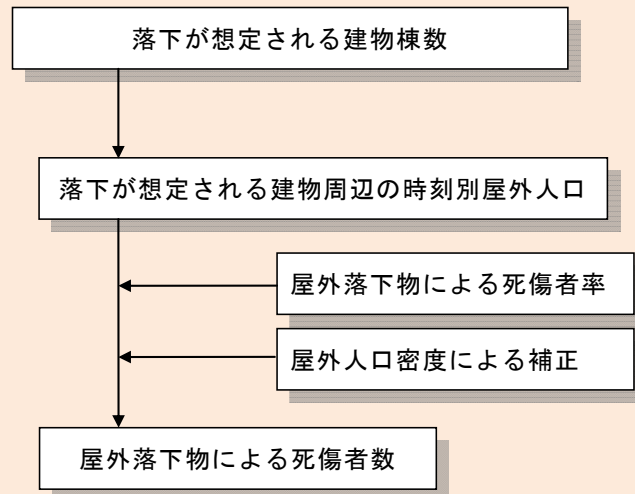 落下が想定される建物棟数
落下が想定される建物周辺の時刻別屋外人口
屋外落下物による死傷者率
屋外人口密度による補正
屋外落下物による死傷者数